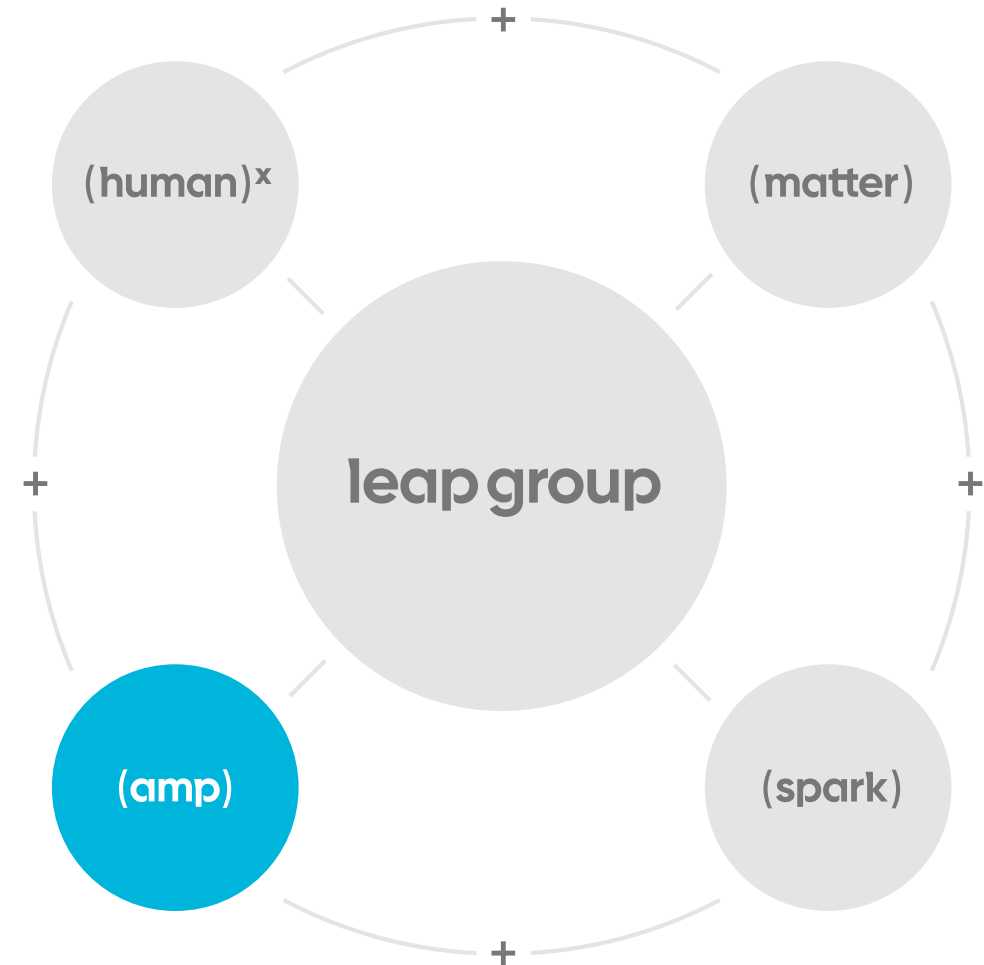 +
(human)ˣ
(matter)
leap group
+
+
(amp)
(spark)
+